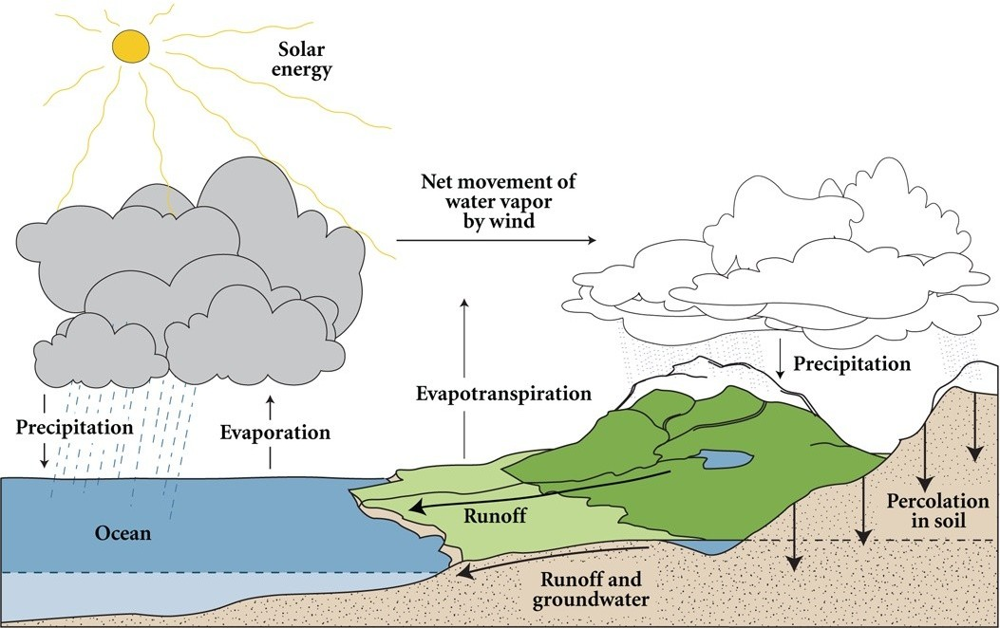 Solar
energy
Net movement of
water vapor
by wind
Precipitation
Evapotranspiration
Precipitation
Evaporation
Percolation
in soil
Runoff
Ocean
Runoff and
groundwater